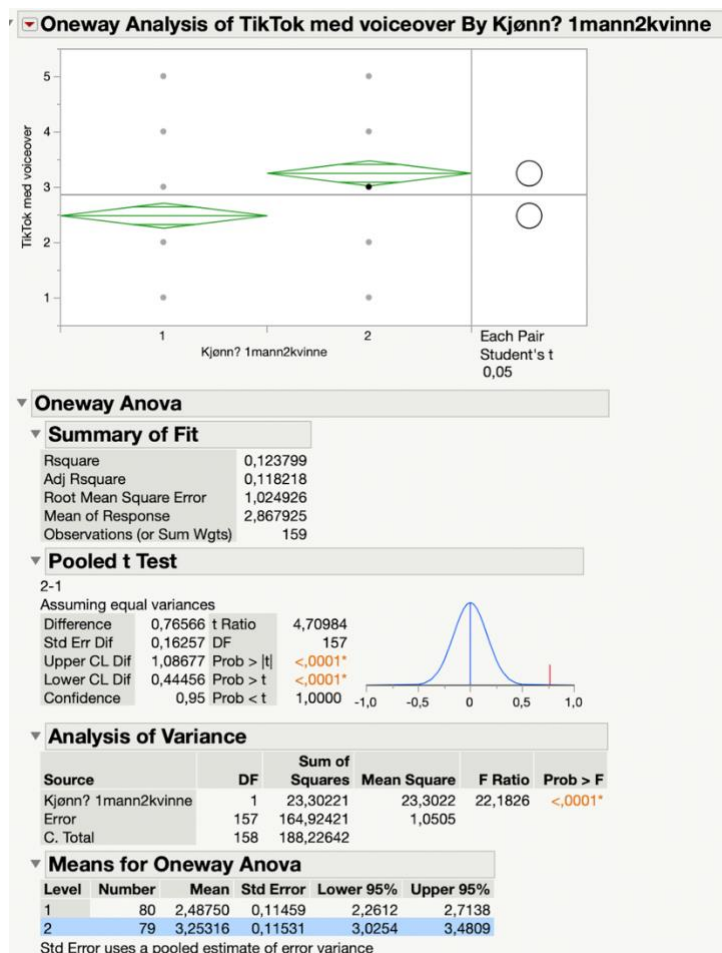 Oneway Analysis of TikTok med voiceover By Kjønn? 1mann2kvinne
5
4
3
2
1
TikTok med voiceover
1 2
Kjønn? 1mann2kvinne
Each Pair
Student's t
0,05
Oneway Anova
Summary of Fit
Rsquare 0,123799
Adj Rsquare 0,118218
Root Mean Square Error 1,024926
Mean of Response 2,867925
Observations (or Sum Wgts) 159
Pooled t Test
2-1
Assuming equal variances
Difference 0,76566 t Ratio 4,70984
Std Err Dif 0,16257 DF 157
Upper CL Dif 1,08677 Prob > |t| <,0001*
Lower CL Dif 0,44456 Prob > t <,0001*
Confidence 0,95 Prob < t 1,0000
-1,0 -0,5 0 0,5 1,0
Analysis of Variance
Sum of
Source DF Squares Mean Square F Ratio Prob > F
Kjønn? 1mann2kvinne 1 23,30221 23,3022 22,1826 <,0001*
Error 157 164,92421 1,0505
C. Total 158 188,22642
Means for Oneway Anova
Level Number Mean Std Error Lower 95% Upper 95%
1 80 2,48750 0,11459 2,2612 2,7138
2 79 3,25316 0,11531 3,0254 3,4809
Std Error uses a pooled estimate of error variance